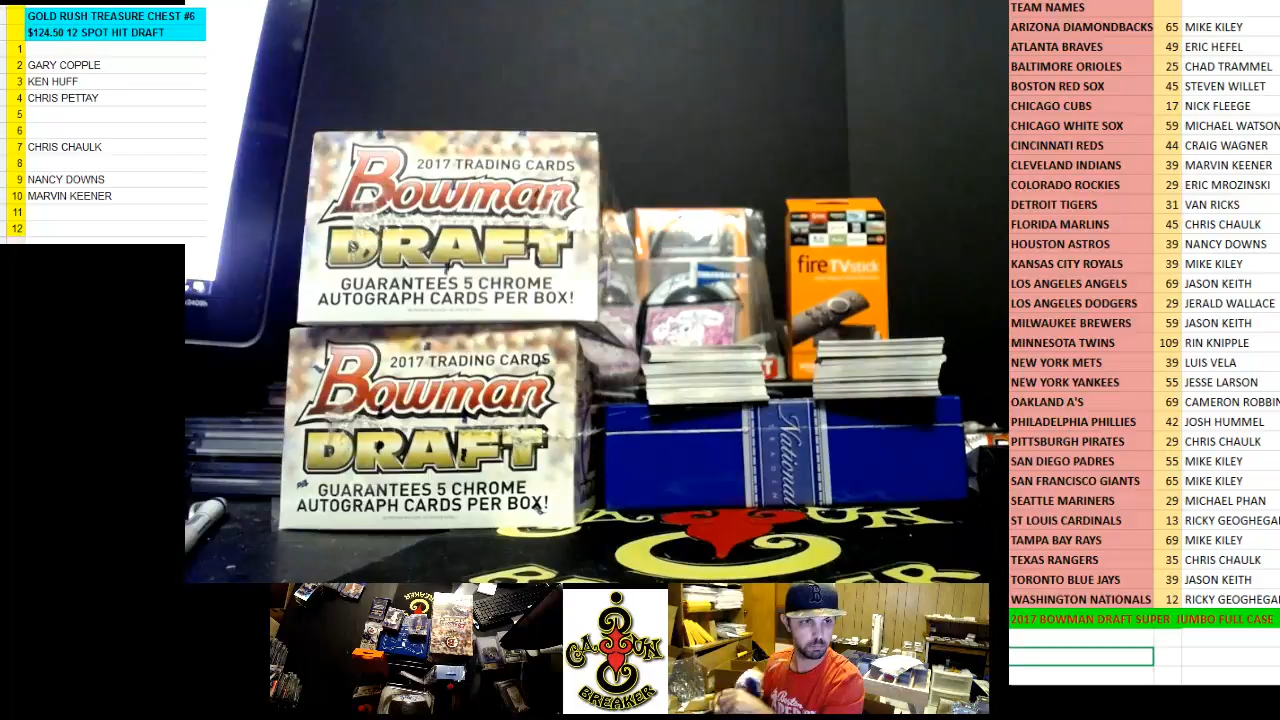 GOLD RUSH TREASURE CHEST #6
$124.50 12 SPOT HIT DRAFT
1
2 GARY COPPLE
3 KEN HUFF
4 CHRIS PETTAY
5
6
7 CHRIS CHAULK
8
9 NANCY DOWNS
10 MARVIN KEENER
11
12
2017 TRADING CARDS
Bowman
DRAFT
GUARANTEES 5 CHROME
AUTOGRAPH CARDS PER BOX!
2017 TRADING CARDS
Bowman
DRAFT
GUARANTEES 5 CHROME
AUTOGRAPH CARDS PER BOX!
fireTVstick
National
CAJUN
BREAKER
TEAM NAMES
ARIZONA DIAMONDBACKS 65 MIKE KILEY
ATLANTA BRAVES 49 ERIC HEFEL
BALTIMORE ORIOLES 25 CHAD TRAMMEL
BOSTON RED SOX 45 STEVEN WILLET
CHICAGO CUBS 17 NICK FLEEGE
CHICAGO WHITE SOX 59 MICHAEL WATSON
CINCINNATI REDS 44 CRAIG WAGNER
CLEVELAND INDIANS 39 MARVIN KEENER
COLORADO ROCKIES 29 ERIC MROZINSKI
DETROIT TIGERS 31 VAN RICKS
FLORIDA MARLINS 45 CHRIS CHAULK
HOUSTON ASTROS 39 NANCY DOWNS
KANSAS CITY ROYALS 39 MIKE KILEY
LOS ANGELES ANGELS 69 JASON KEITH
LOS ANGELES DODGERS 29 JERALD WALLACE
MILWAUKEE BREWERS 59 JASON KEITH
MINNESOTA TWINS 109 RIN KNIPPLE
NEW YORK METS 39 LUIS VELA
NEW YORK YANKEES 55 JESSE LARSON
OAKLAND A'S 69 CAMERON ROBBIN
PHILADELPHIA PHILLIES 42 JOSH HUMMEL
PITTSBURGH PIRATES 29 CHRIS CHAULK
SAN DIEGO PADRES 55 MIKE KILEY
SAN FRANCISCO GIANTS 65 MIKE KILEY
SEATTLE MARINERS 29 MICHAEL PHAN
ST LOUIS CARDINALS 13 RICKY GEOGHEGA
TAMPA BAY RAYS 69 MIKE KILEY
TEXAS RANGERS 35 CHRIS CHAULK
TORONTO BLUE JAYS 39 JASON KEITH
WASHINGTON NATIONALS 12 RICKY GEOGHEGA
2017 BOWMAN DRAFT SUPER JUMBO FULL CASE